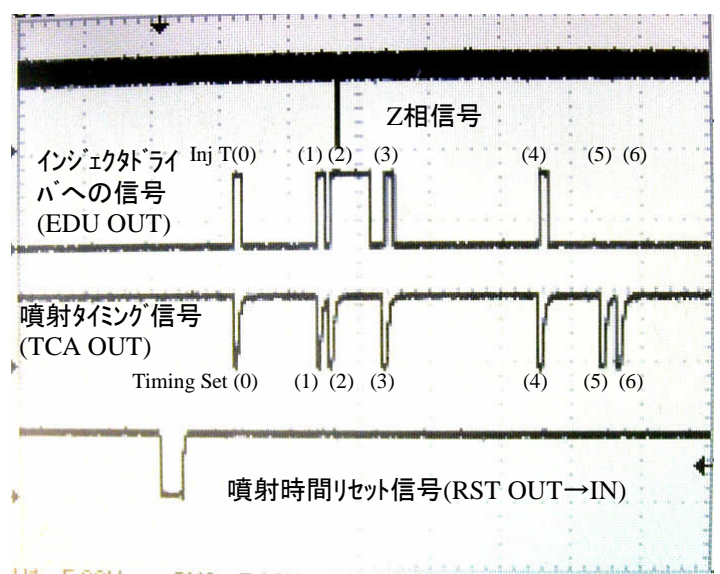 Z相信号
インジェクタドライ
バへの信号
(EDU OUT)
Inj T(0) (1) (2) (3) (4) (5) (6)
噴射タイミング信号
(TCA OUT)
Timing Set (0) (1) (2) (3) (4) (5) (6)
噴射時間リセット信号(RST OUT→IN)